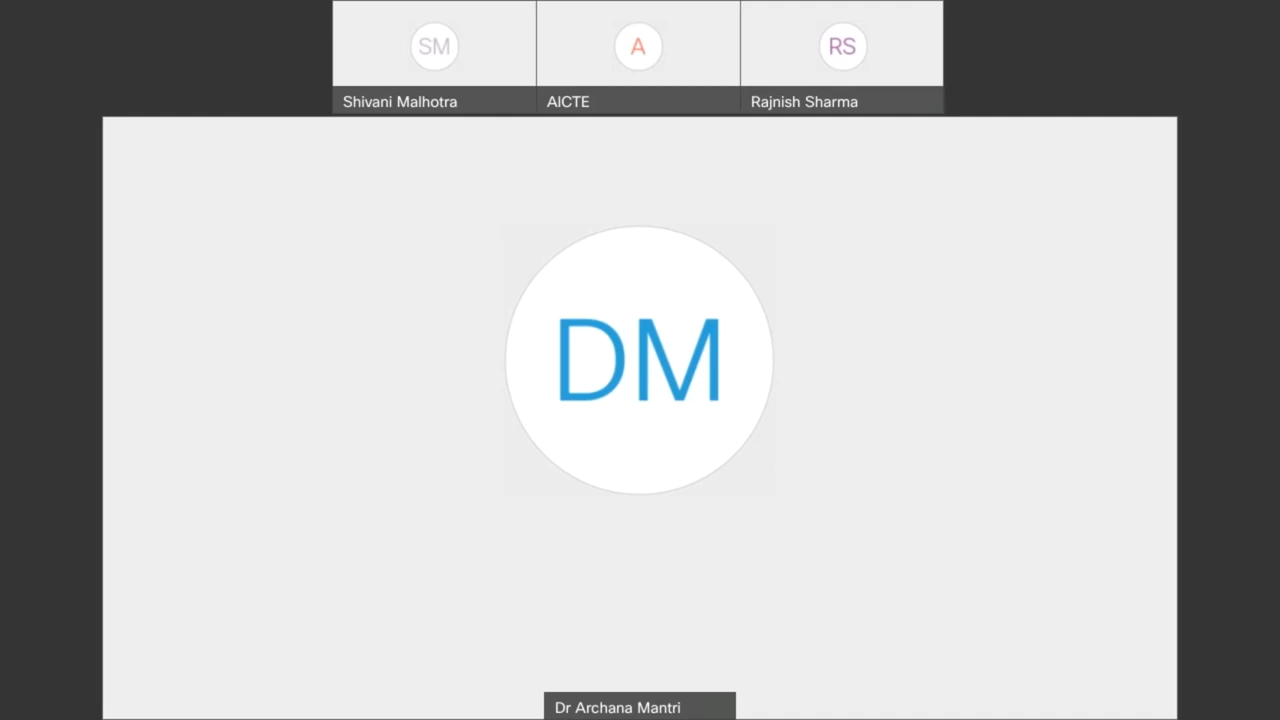 SM
A
RS
Shivani Malhotra
AICTE
Rajnish Sharma
DM
Dr Archana Mantri